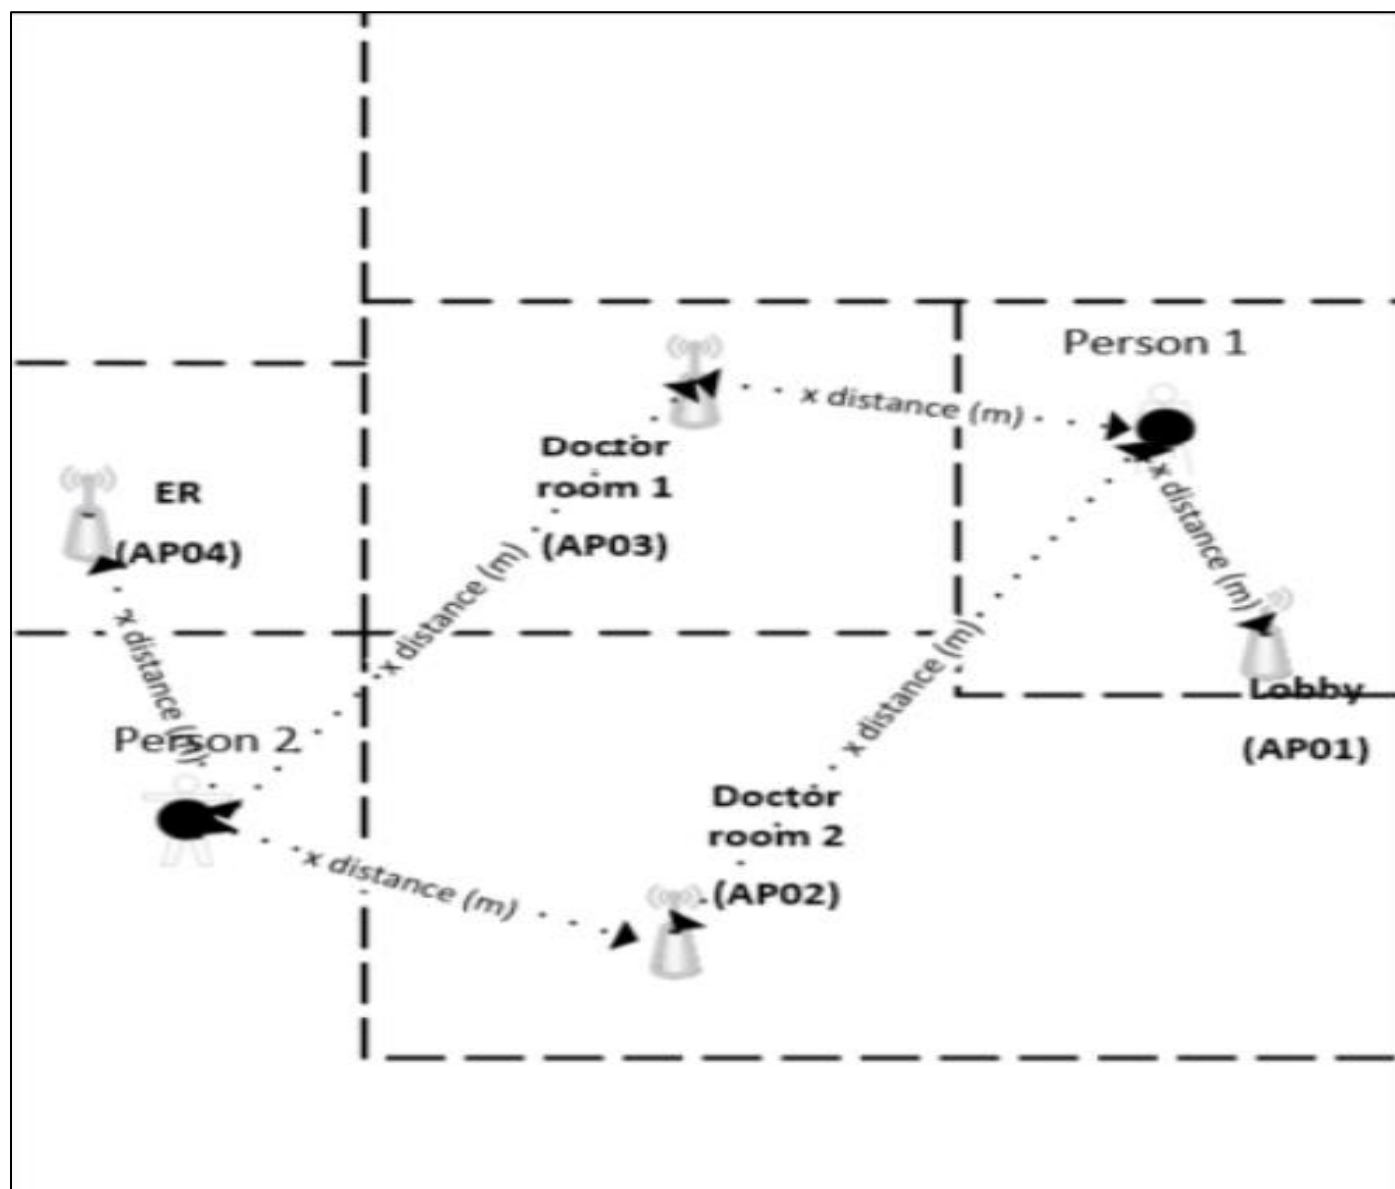 Person 1
x distance (m)
Doctor
room 1
(AP03)
x distance (m)
ER
(AP04)
x distance (m)
x distance (m)
x distance (m)
Lobby
(AP01)
Person 2
x distance (m)
Doctor
room 2
(AP02)